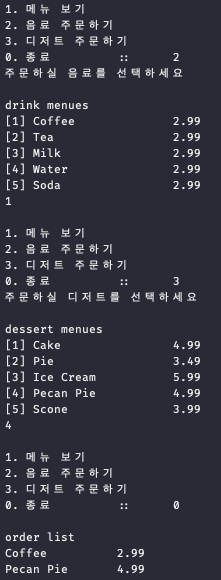 1. 메뉴 보기
2. 음료 주문하기
3. 디저트 주문하기
0. 종료 :: 2
주문하실 음료를 선택하세요
drink menues
[1] Coffee 2.99
[2] Tea 2.99
[3] Milk 2.99
[4] Water 2.99
[5] Soda 2.99
1
1. 메뉴 보기
2. 음료 주문하기
3. 디저트 주문하기
0. 종료 :: 3
주문하실 디저트를 선택하세요
dessert menues
[1] Cake 4.99
[2] Pie 3.49
[3] Ice Cream 5.99
[4] Pecan Pie 4.99
[5] Scone 3.99
4
1. 메뉴 보기
2. 음료 주문하기
3. 디저트 주문하기
0. 종료 :: 0
order list
Coffee 2.99
Pecan Pie 4.99